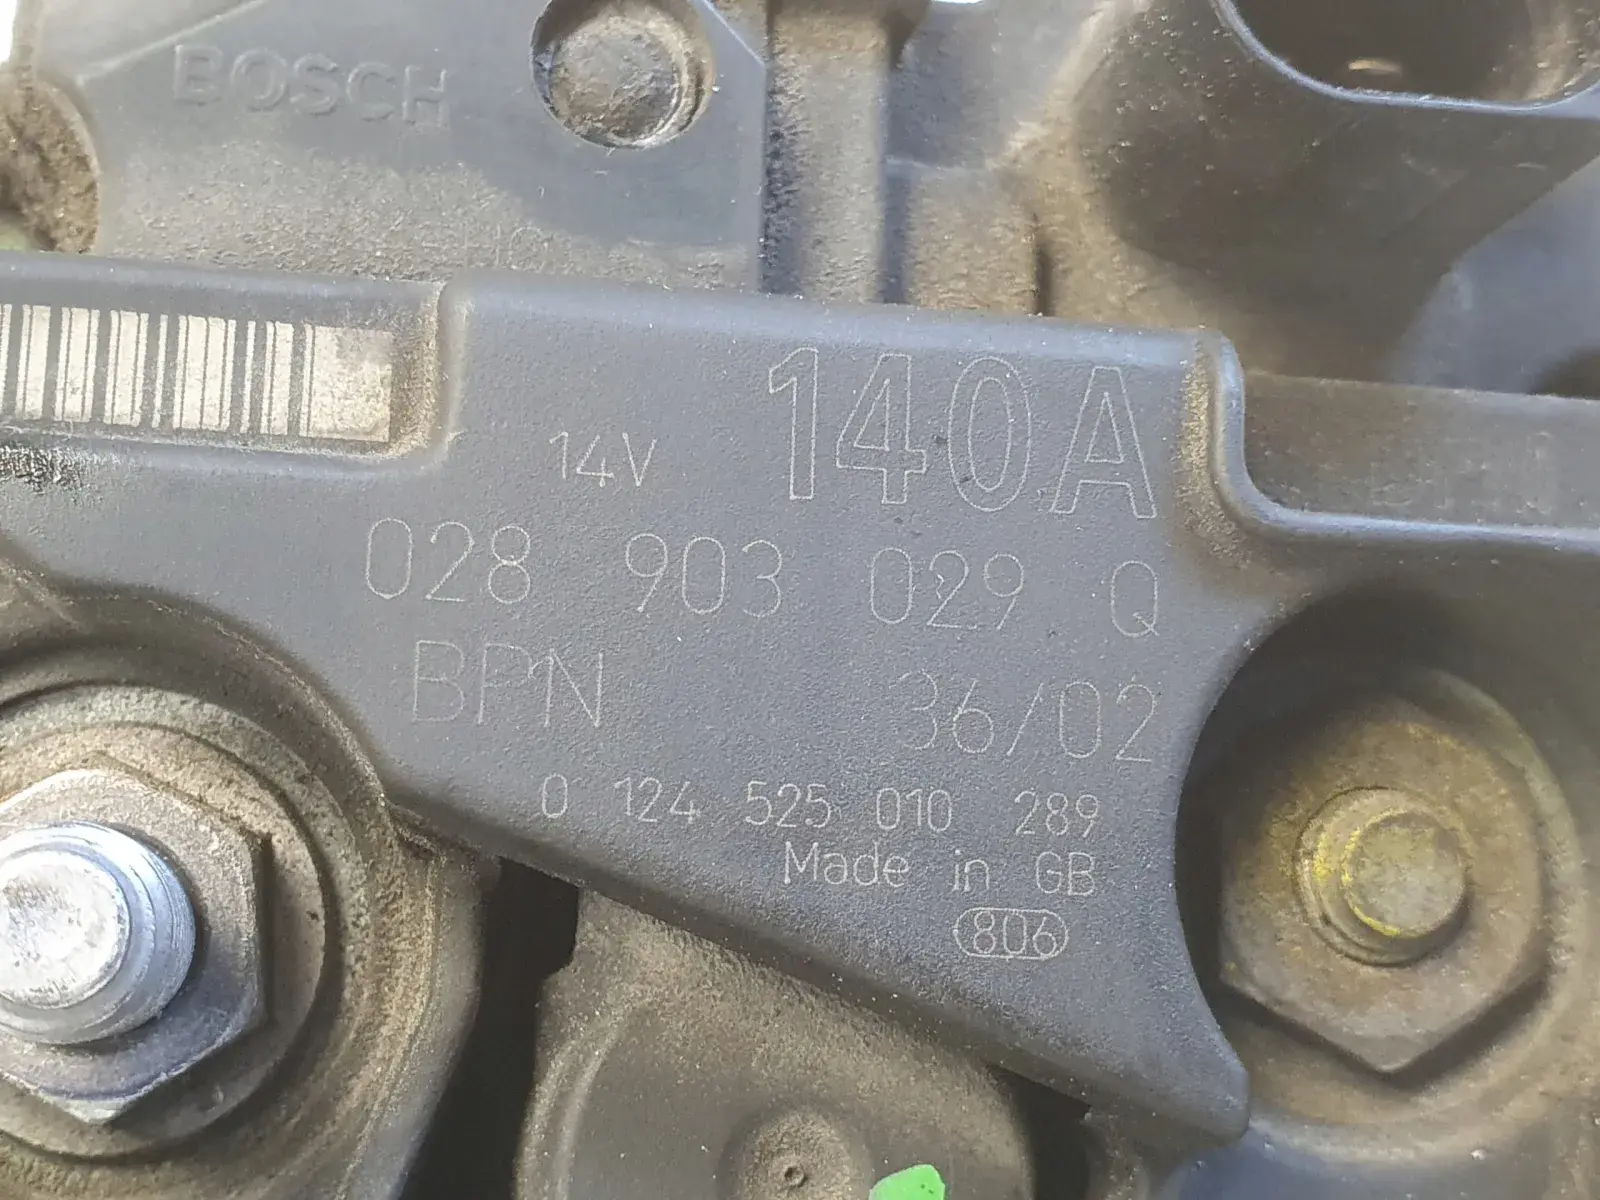 BOSCH
14V 140A
028 903 029 Q
BPN 36/02
0 124 525 010 289
Made in GB
806